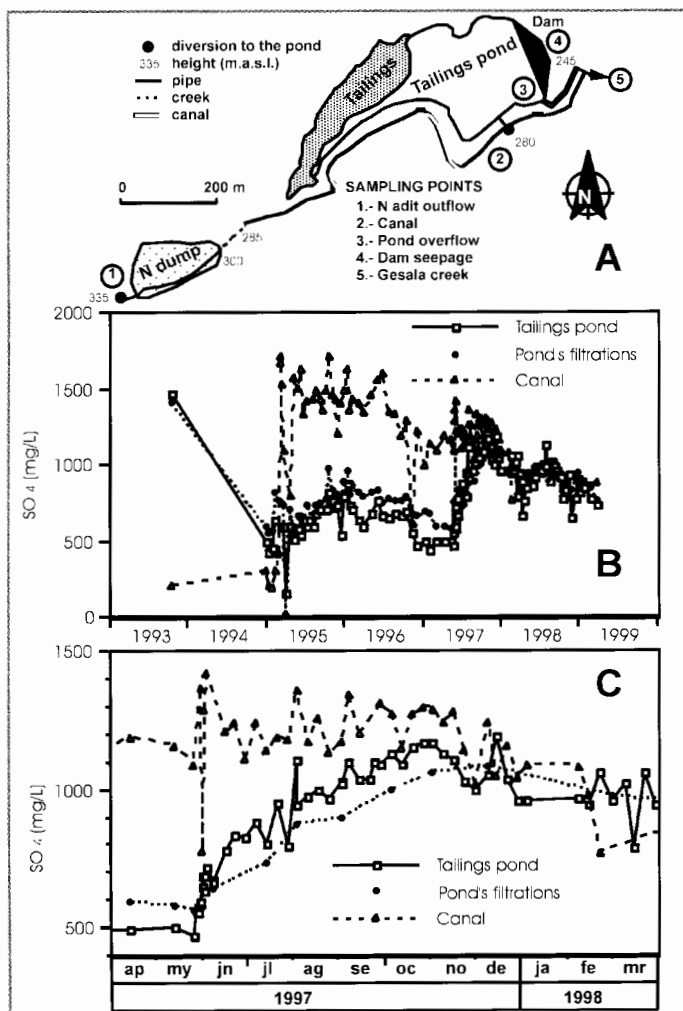 Dam
diversion to the pond
335 height (m.a.s.l.)
pipe
creek
canal
0 200 m
Tailings
Tailings pond
4
245
5
3
2
280
SAMPLING POINTS
1.- N adit outflow
2.- Canal
3.- Pond overflow
4.- Dam seepage
5.- Gesala creek
N
A
285
300
N dump
1
335
2000
1500
1000
500
0
SO 4 (mg/L)
Tailings pond
Pond's filtrations
Canal
B
1993 1994 1995 1996 1997 1998 1999
1500
1000
500
SO 4 (mg/L)
C
Tailings pond
Pond's filtrations
Canal
ap my jn jl ag se oc no de ja fe mr
1997 1998